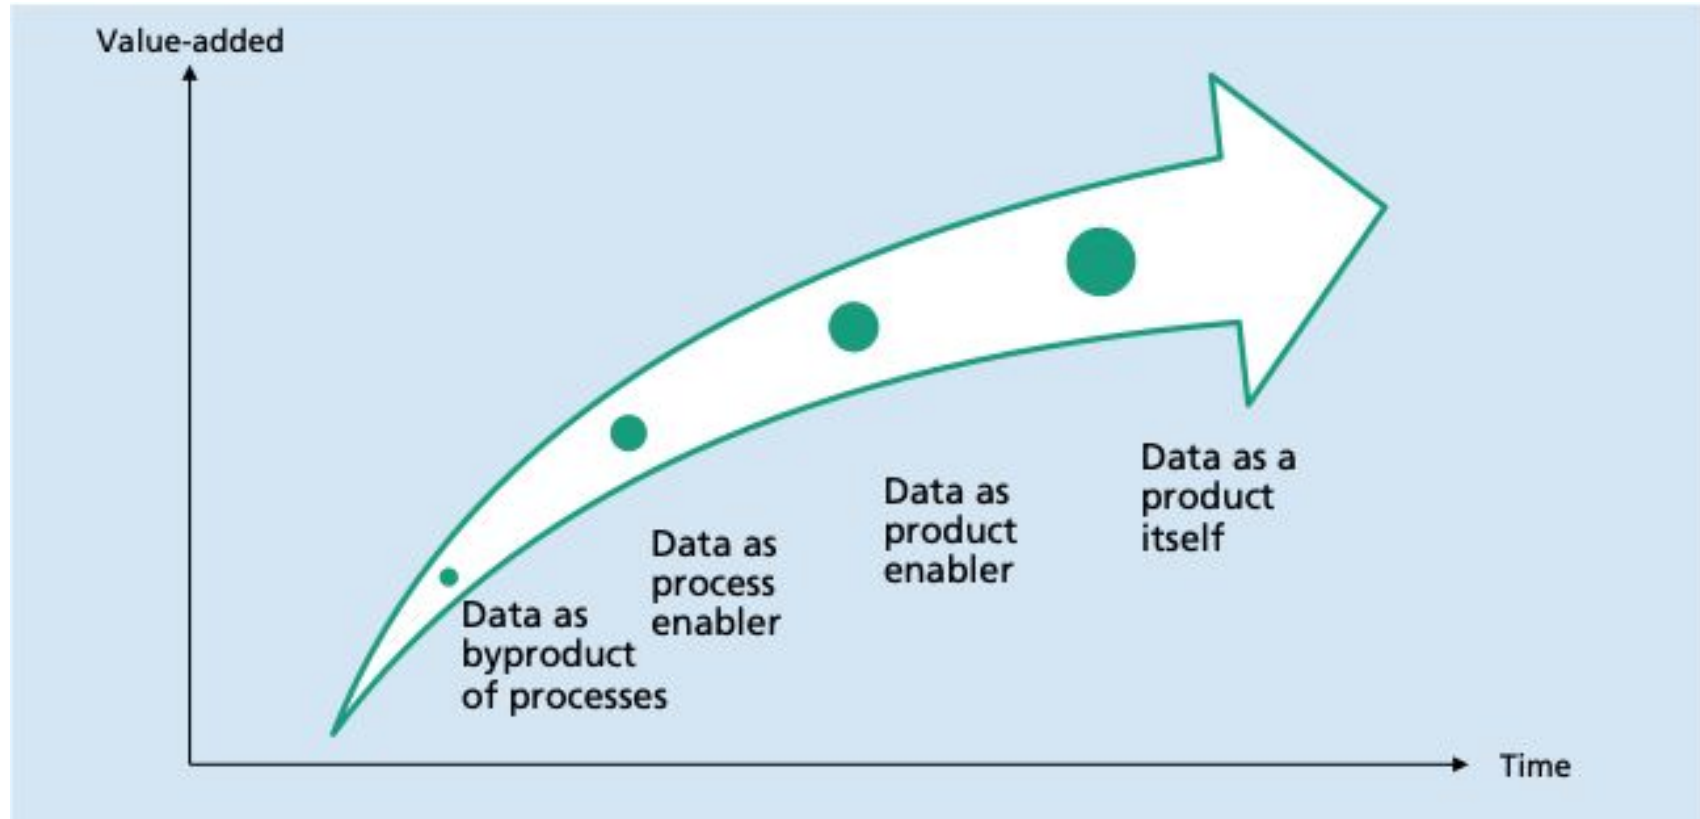 Value-added
Data as a
product
itself
Data as
product
enabler
Data as
process
enabler
Data as
byproduct
of processes
Time